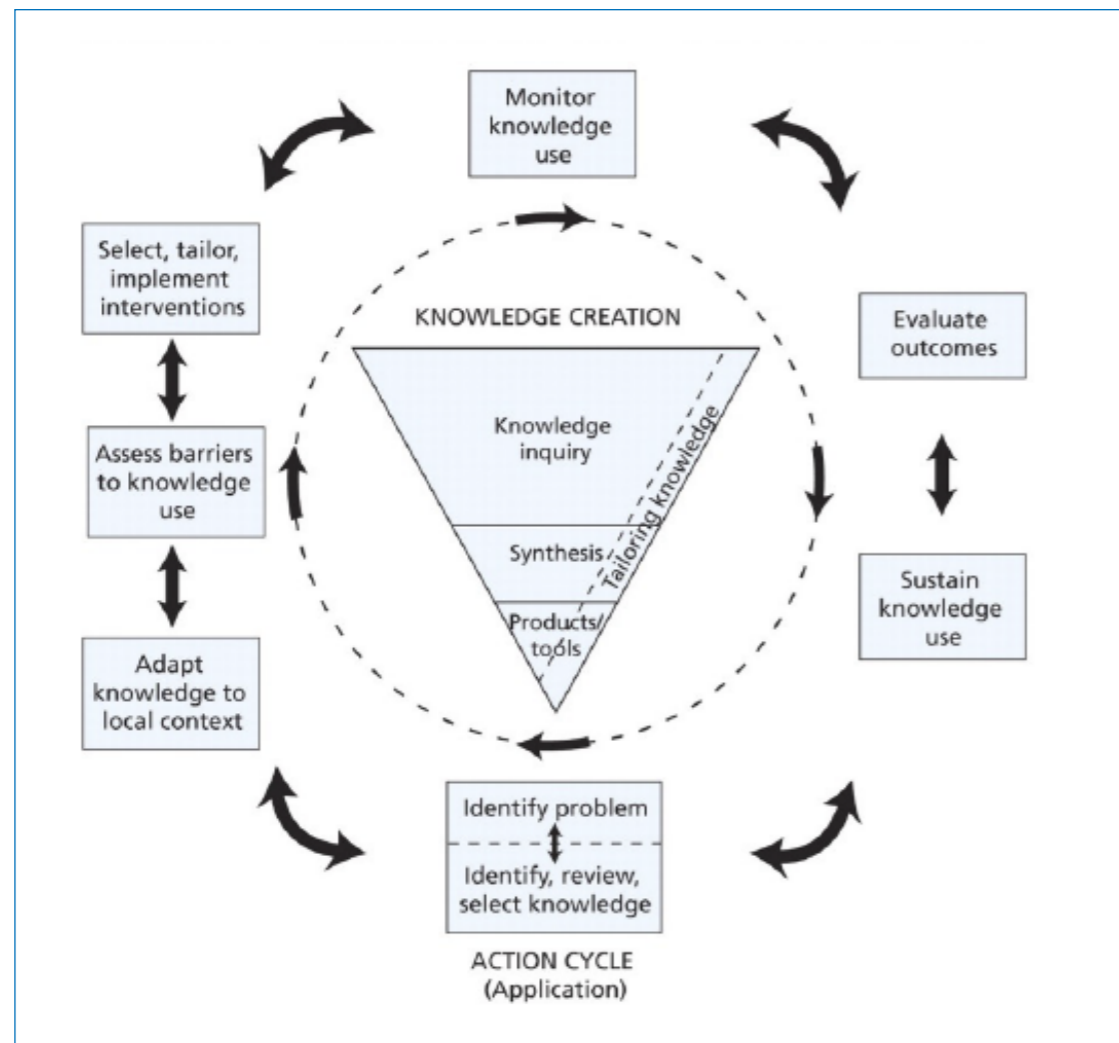 Monitor
knowledge
use
Select, tailor,
implement
interventions
KNOWLEDGE CREATION
Evaluate
outcomes
Knowledge
inquiry
Tailoring knowledge
Assess barriers
to knowledge
use
Synthesis
Sustain
knowledge
use
Products/
tools
Adapt
knowledge to
local context
Identify problem
Identify, review,
select knowledge
ACTION CYCLE
(Application)